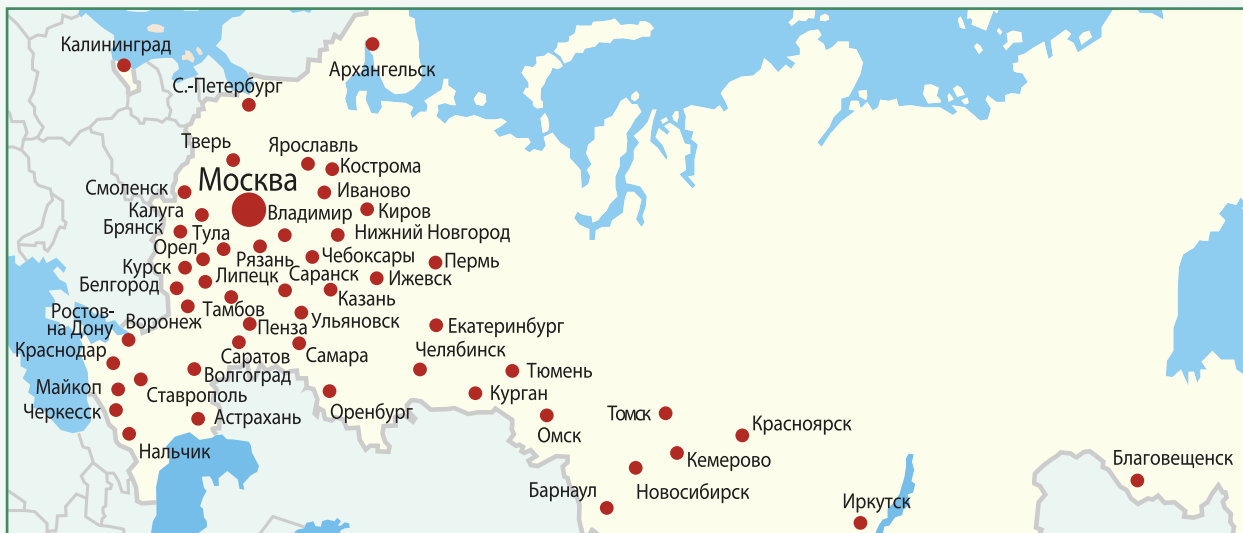 Калининград
Архангельск
С.-Петербург
Тверь
Ярославль
Кострома
Москва
Смоленск
Иваново
Калуга
Владимир
Киров
Брянск
Тула
Нижний Новгород
Орел
Рязань
Чебоксары
Пермь
Курск
Липецк
Саранск
Ижевск
Белгород
Казань
Ростов-
на Дону
Воронеж
Тамбов
Ульяновск
Пенза
Екатеринбург
Краснодар
Саратов
Самара
Челябинск
Волгоград
Тюмень
Майкоп
Ставрополь
Курган
Черкесск
Астрахань
Оренбург
Омск
Томск
Красноярск
Нальчик
Кемерово
Благовещенск
Барнаул
Новосибирск
Иркутск